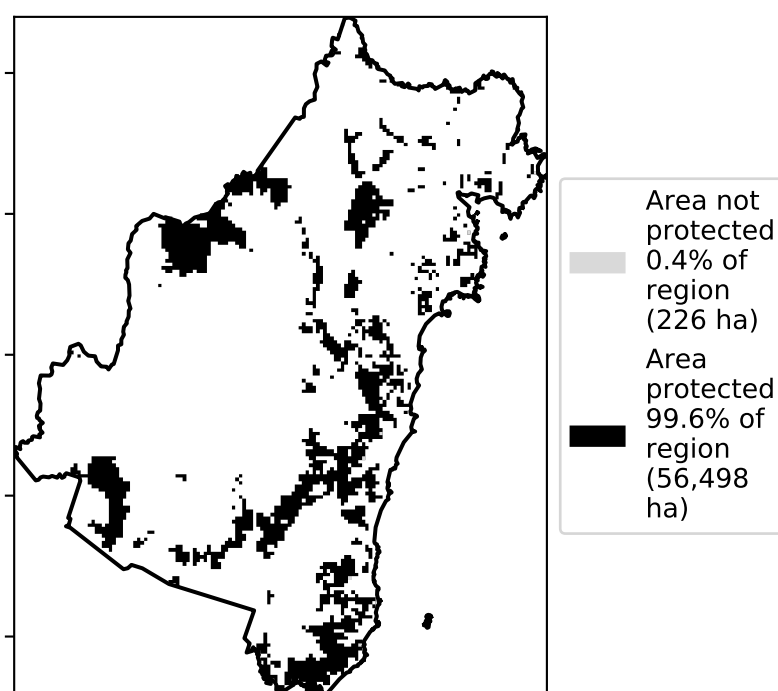 Area not
protected
0.4% of
region
(226 ha)
Area
protected
99.6% of
region
(56,498
ha)